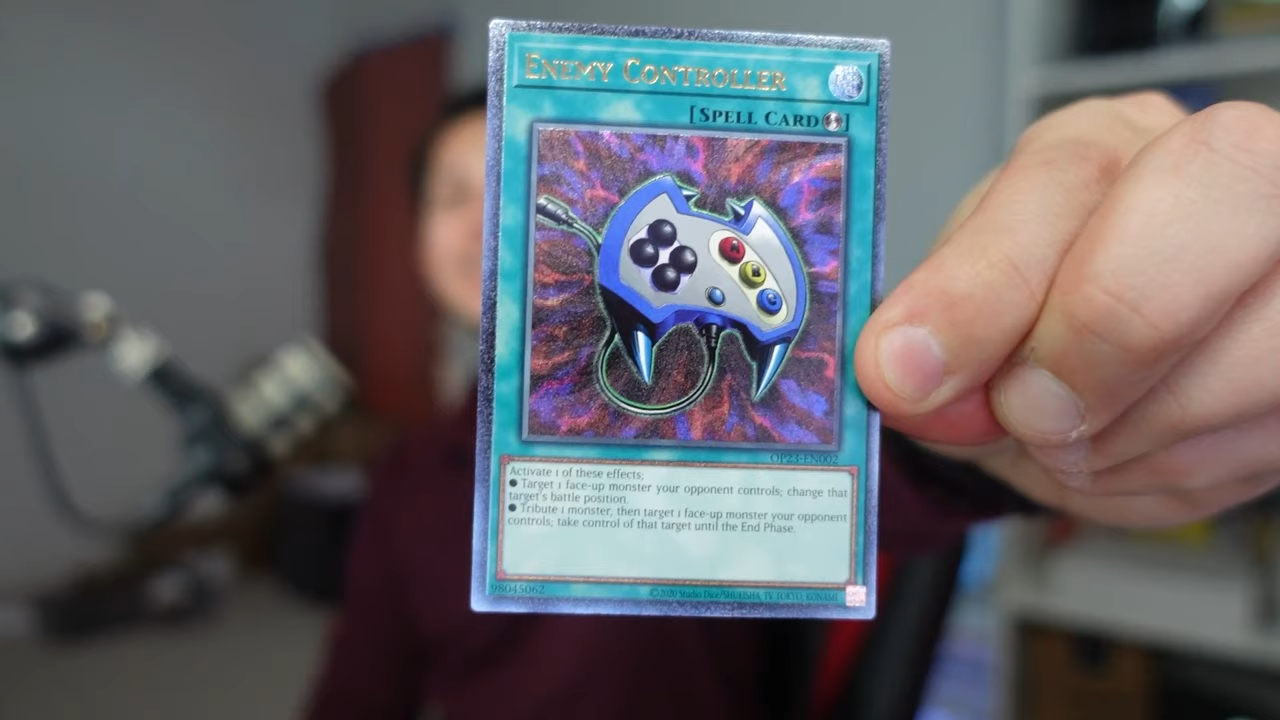 ENEMY CONTROLLER
[SPELL CARD]
A
B
C
OP23-EN002
Activate 1 of these effects;
● Target 1 face-up monster your opponent controls; change that
target's battle position.
● Tribute 1 monster, then target 1 face-up monster your opponent
controls; take control of that target until the End Phase.
98045062
©2020 Studio Dice/SHUEISHA, TV TOKYO, KONAMI